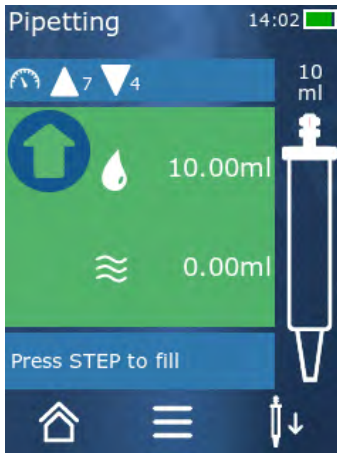 Pipetting 14:02
7 4
10
ml
10.00ml
0.00ml
Press STEP to fill